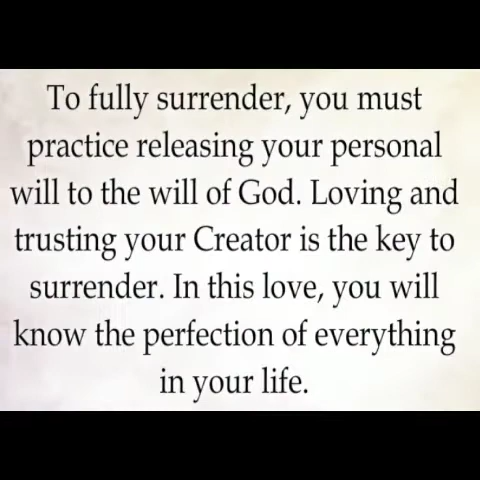 To fully surrender, you must
practice releasing your personal
will to the will of God. Loving and
trusting your Creator is the key to
surrender. In this love, you will
know the perfection of everything
in your life.